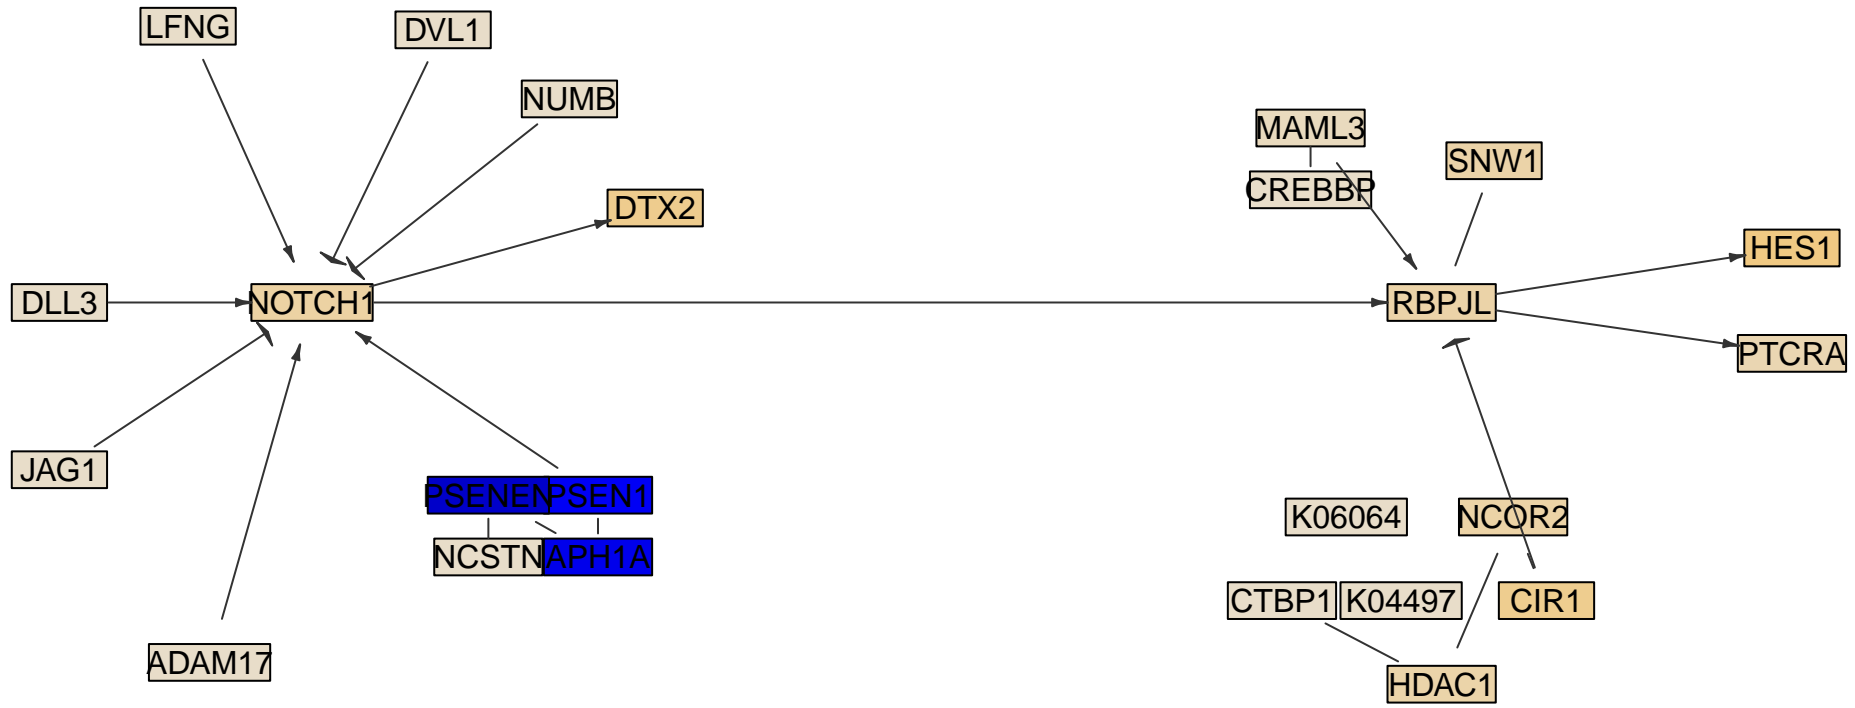 LFNG
DVL1
NUMB
MAML3
SNW1
CREBBP
DTX2
HES1
DLL3
NOTCH1
RBPJL
PTCRA
JAG1
PSENEN
PSEN1
K06064
NCOR2
NCSTN
APH1A
CTBP1
K04497
CIR1
ADAM17
HDAC1